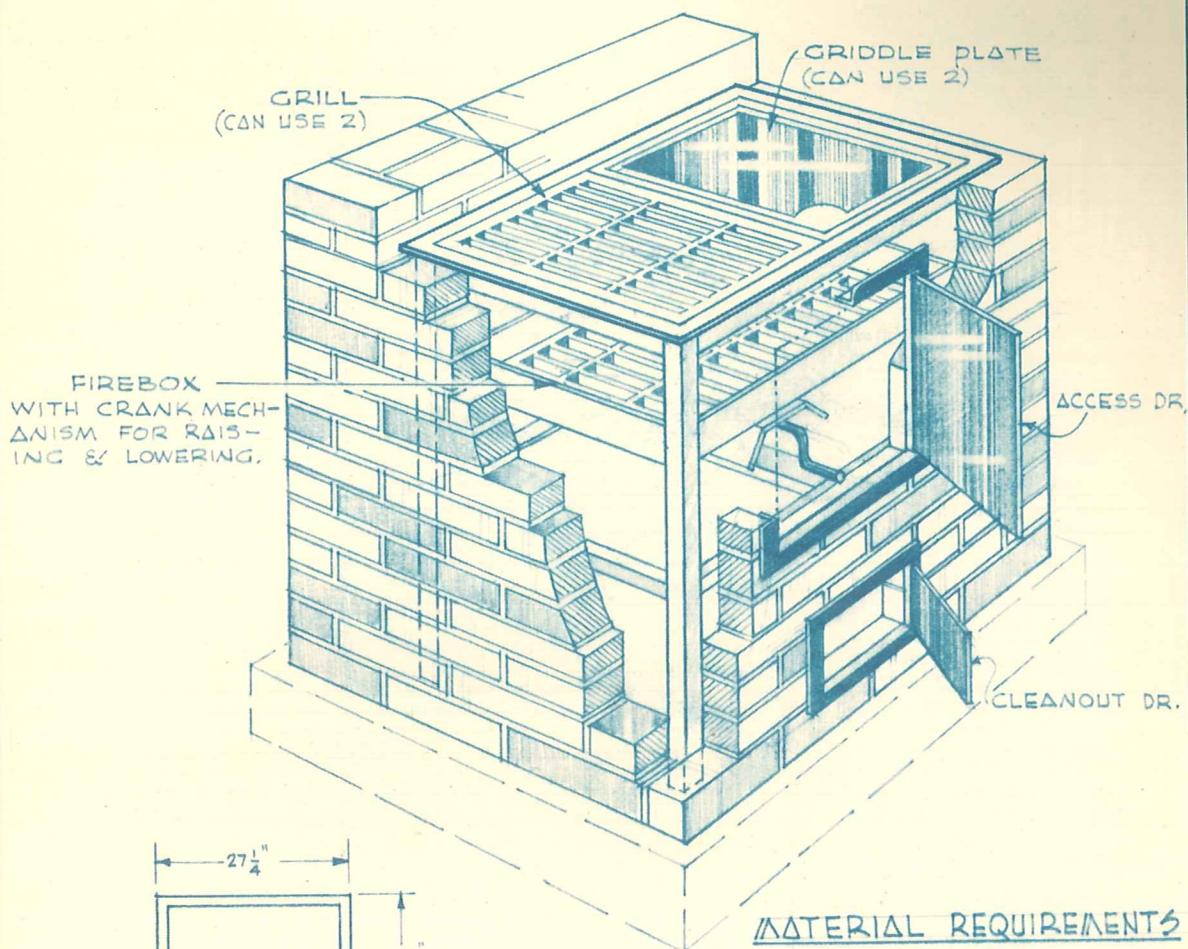 GRIDDLE PLATE
(CAN USE 2)
GRILL
(CAN USE 2)
FIREBOX
WITH CRANK MECH-
ANISM FOR RAIS-
ING & LOWERING.
ACCESS DR.
CLEANOUT DR.
27 1/4"
"
MATERIAL REQUIREMENTS